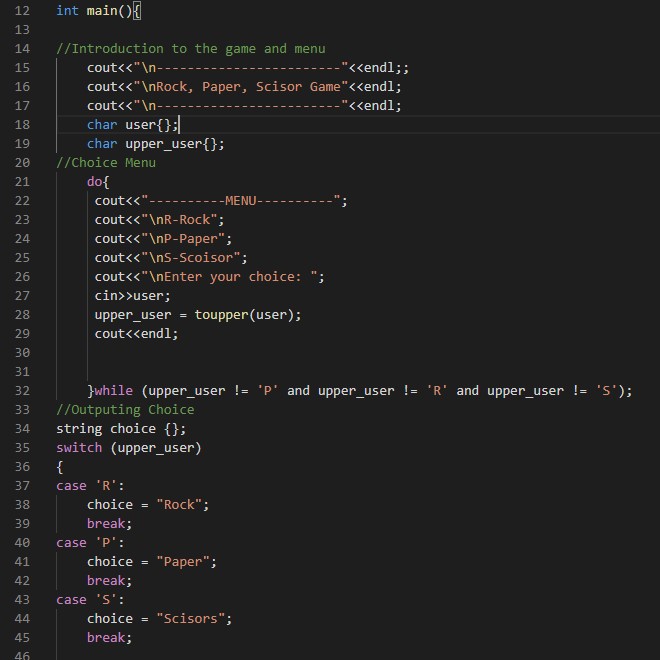 12 int main(){
13
14 //Introduction to the game and menu
15 cout<<"\n------------------------"<<endl;;
16 cout<<"\nRock, Paper, Scisor Game"<<endl;
17 cout<<"\n------------------------"<<endl;
18 char user{};
19 char upper_user{};
20 //Choice Menu
21 do{
22 cout<<"----------MENU----------";
23 cout<<"\nR-Rock";
24 cout<<"\nP-Paper";
25 cout<<"\nS-Scoisor";
26 cout<<"\nEnter your choice: ";
27 cin>>user;
28 upper_user = toupper(user);
29 cout<<endl;
30
31
32 }while (upper_user != 'P' and upper_user != 'R' and upper_user != 'S');
33 //Outputing Choice
34 string choice {};
35 switch (upper_user)
36 {
37 case 'R':
38 choice = "Rock";
39 break;
40 case 'P':
41 choice = "Paper";
42 break;
43 case 'S':
44 choice = "Scisors";
45 break;
46